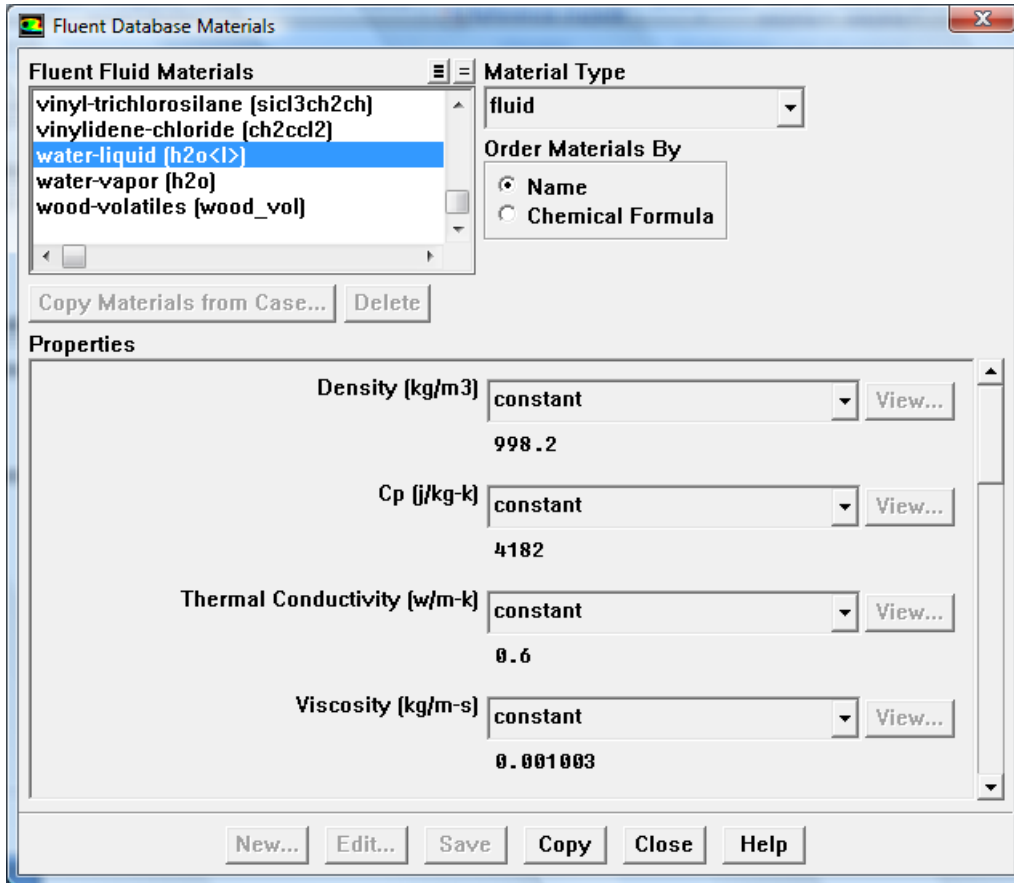 Fluent Database Materials
Fluent Fluid Materials
vinyl-trichlorosilane (sicl3ch2ch)
vinylidene-chloride (ch2ccl2)
water-liquid (h2o<l>)
water-vapor (h2o)
wood-volatiles (wood_vol)
Copy Materials from Case... Delete
Material Type
fluid
Order Materials By
Name
Chemical Formula
Properties
Density (kg/m3) constant View...
998.2
Cp (j/kg-k) constant View...
4182
Thermal Conductivity (w/m-k) constant View...
0.6
Viscosity (kg/m-s) constant View...
0.001003
New... Edit... Save Copy Close Help